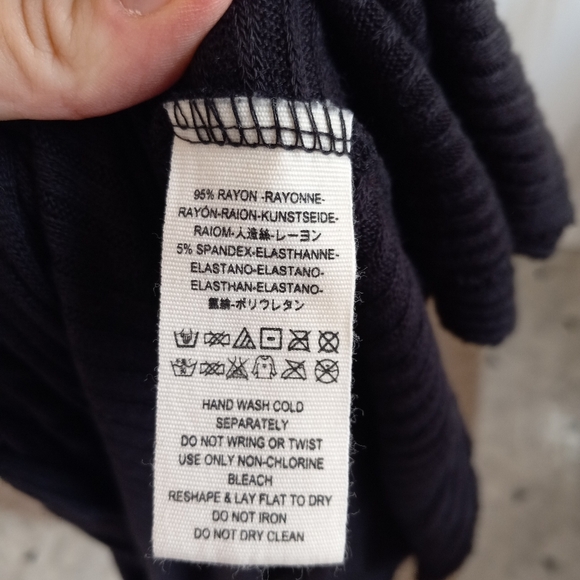 95% RAYON -RAYONNE-
RAYÓN-RAION-KUNSTSEIDE-
RAIOM-人造絲-レーヨン
5% SPANDEX-ELASTHANNE-
ELASTANO-ELASTANO-
ELASTHAN-ELASTANO-
氨綸-ポリウレタン
HAND WASH COLD
SEPARATELY
DO NOT WRING OR TWIST
USE ONLY NON-CHLORINE
BLEACH
RESHAPE & LAY FLAT TO DRY
DO NOT IRON
DO NOT DRY CLEAN